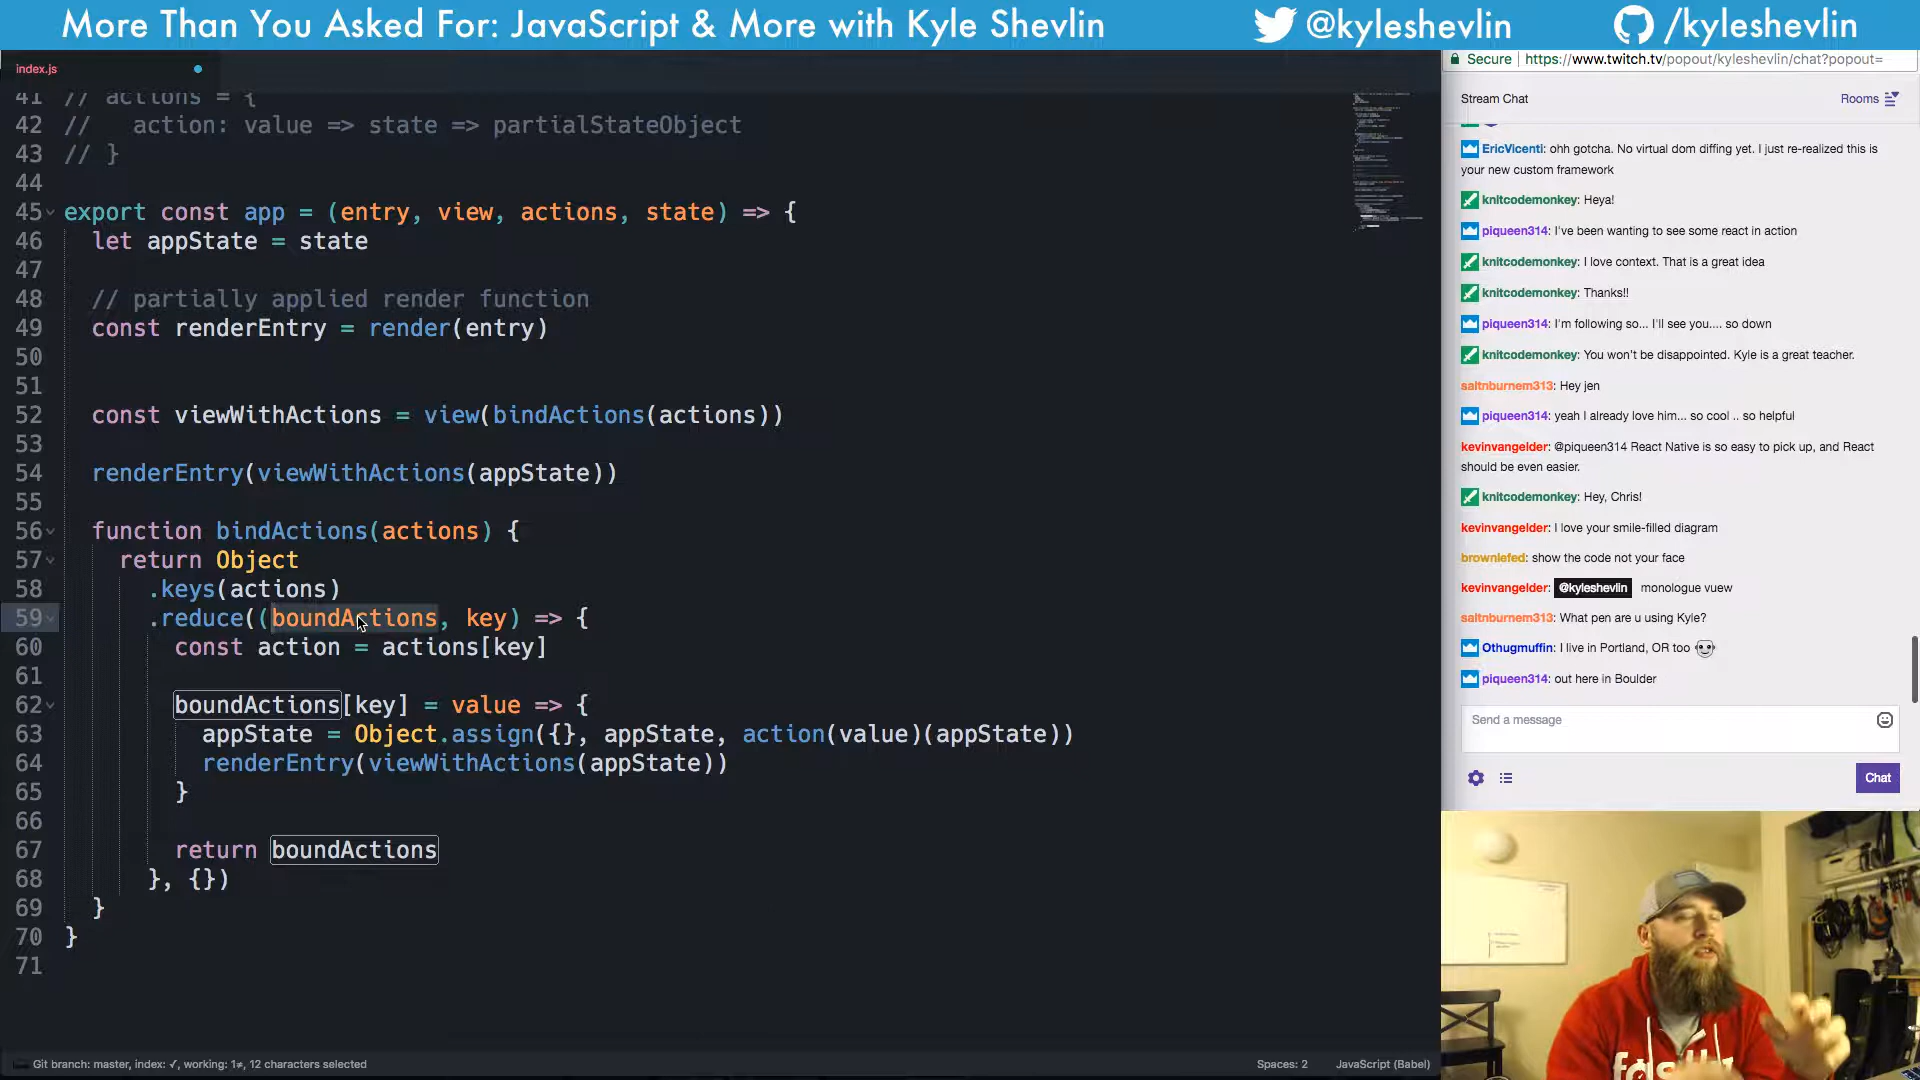 More Than You Asked For: JavaScript & More with Kyle Shevlin
@kyleshevlin
/kyleshevlin
index.js
41 // actions = {
42 //   action: value => state => partialStateObject
43 // }
44
45 export const app = (entry, view, actions, state) => {
46   let appState = state
47
48   // partially applied render function
49   const renderEntry = render(entry)
50
51
52   const viewWithActions = view(bindActions(actions))
53
54   renderEntry(viewWithActions(appState))
55
56   function bindActions(actions) {
57     return Object
58       .keys(actions)
59       .reduce((boundActions, key) => {
60         const action = actions[key]
61
62         boundActions[key] = value => {
63           appState = Object.assign({}, appState, action(value)(appState))
64           renderEntry(viewWithActions(appState))
65         }
66
67         return boundActions
68       }, {})
69   }
70 }
71
Git branch: master, index: ✓, working: 1≠, 12 characters selected
Spaces: 2
JavaScript (Babel)
Secure
https://www.twitch.tv/popout/kyleshevlin/chat?popout=
Stream Chat
Rooms
EricVicenti: ohh gotcha. No virtual dom diffing yet. I just re-realized this is
your new custom framework
knitcodemonkey: Heya!
piqueen314: I've been wanting to see some react in action
knitcodemonkey: I love context. That is a great idea
knitcodemonkey: Thanks!!
piqueen314: I'm following so... I'll see you.... so down
knitcodemonkey: You won't be disappointed. Kyle is a great teacher.
saltnburnem313: Hey jen
piqueen314: yeah I already love him... so cool .. so helpful
kevinvangelder: @piqueen314 React Native is so easy to pick up, and React
should be even easier.
knitcodemonkey: Hey, Chris!
kevinvangelder: I love your smile-filled diagram
browniefed: show the code not your face
kevinvangelder: @kyleshevlin monologue vuew
saltnburnem313: What pen are u using Kyle?
Othugmuffin: I live in Portland, OR too
piqueen314: out here in Boulder
Send a message
Chat